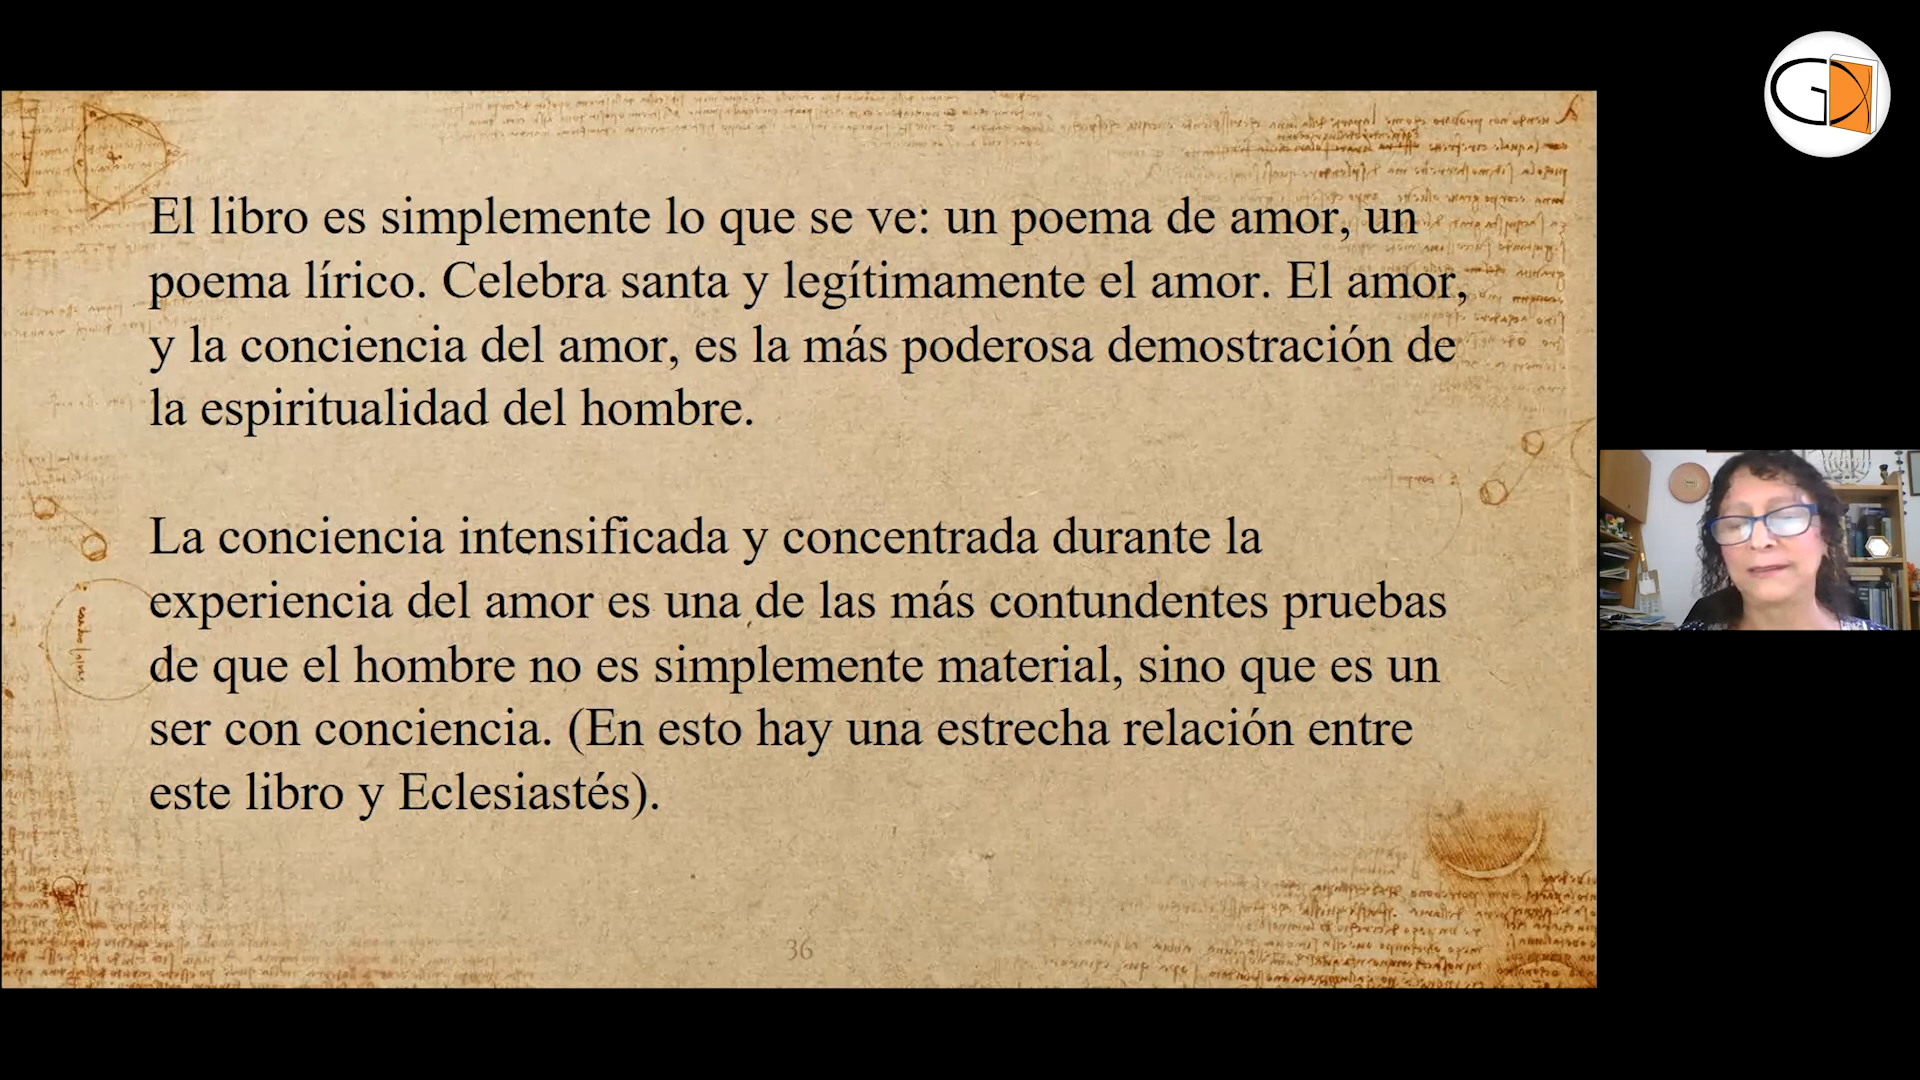 El libro es simplemente lo que se ve: un poema de amor, un
poema lírico. Celebra santa y legítimamente el amor. El amor,
y la conciencia del amor, es la más poderosa demostración de
la espiritualidad del hombre.
La conciencia intensificada y concentrada durante la
experiencia del amor es una de las más contundentes pruebas
de que el hombre no es simplemente material, sino que es un
ser con conciencia. (En esto hay una estrecha relación entre
este libro y Eclesiastés).
36